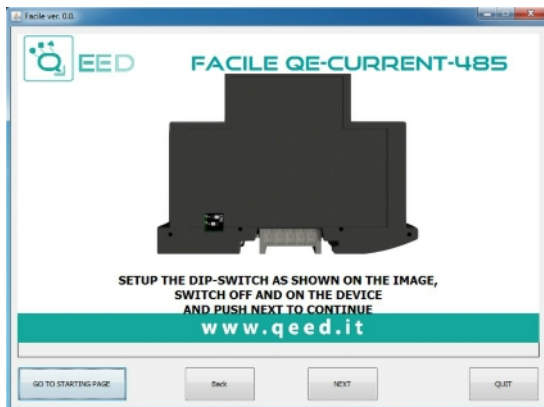 Facile ver. 0.0.
QEED
FACILE QE-CURRENT-485
SETUP THE DIP-SWITCH AS SHOWN ON THE IMAGE,
SWITCH OFF AND ON THE DEVICE
AND PUSH NEXT TO CONTINUE
www.qeed.it
GO TO STARTING PAGE
Back
NEXT
QUIT